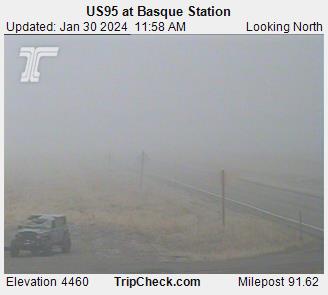 US95 at Basque Station
Updated: Jan 30 2024 11:58 AM Looking North
Elevation 4460 TripCheck.com Milepost 91.62